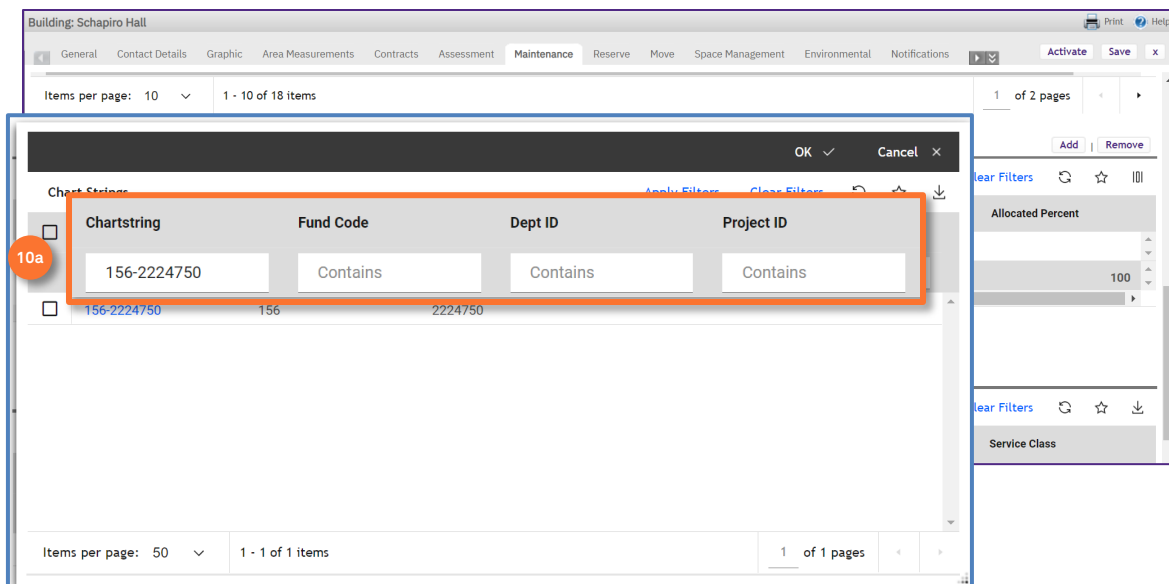 Building: Schapiro Hall
Print
Help
General Contact Details Graphic Area Measurements Contracts Assessment Maintenance Reserve Move Space Management Environmental Notifications
Activate Save x
Items per page: 10 1 - 10 of 18 items 1 of 2 pages
Add | Remove
OK Cancel
Chart Strings Apply Filters Clear Filters
lear Filters
Allocated Percent
100
10a
Chartstring Fund Code Dept ID Project ID
156-2224750 Contains Contains Contains
156-2224750 156 2224750
lear Filters
Service Class
Items per page: 50 1 - 1 of 1 items 1 of 1 pages